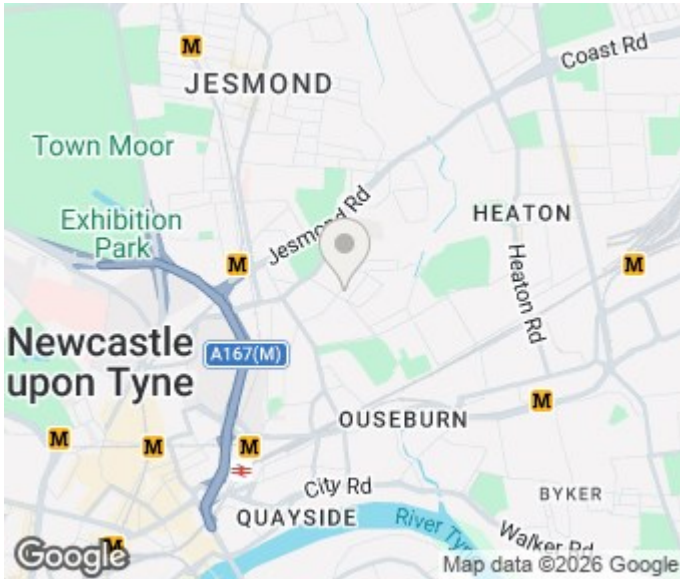 M
Coast Rd
JESMOND
Town Moor
HEATON
Exhibition
Park
Jesmond Rd
M
M
Heaton Rd
Newcastle
upon Tyne
A167(M)
M
OUSEBURN
M
M
M
City Rd
BYKER
QUAYSIDE
River Ty
Walker Rd
M
Google
Map data ©2026 Google